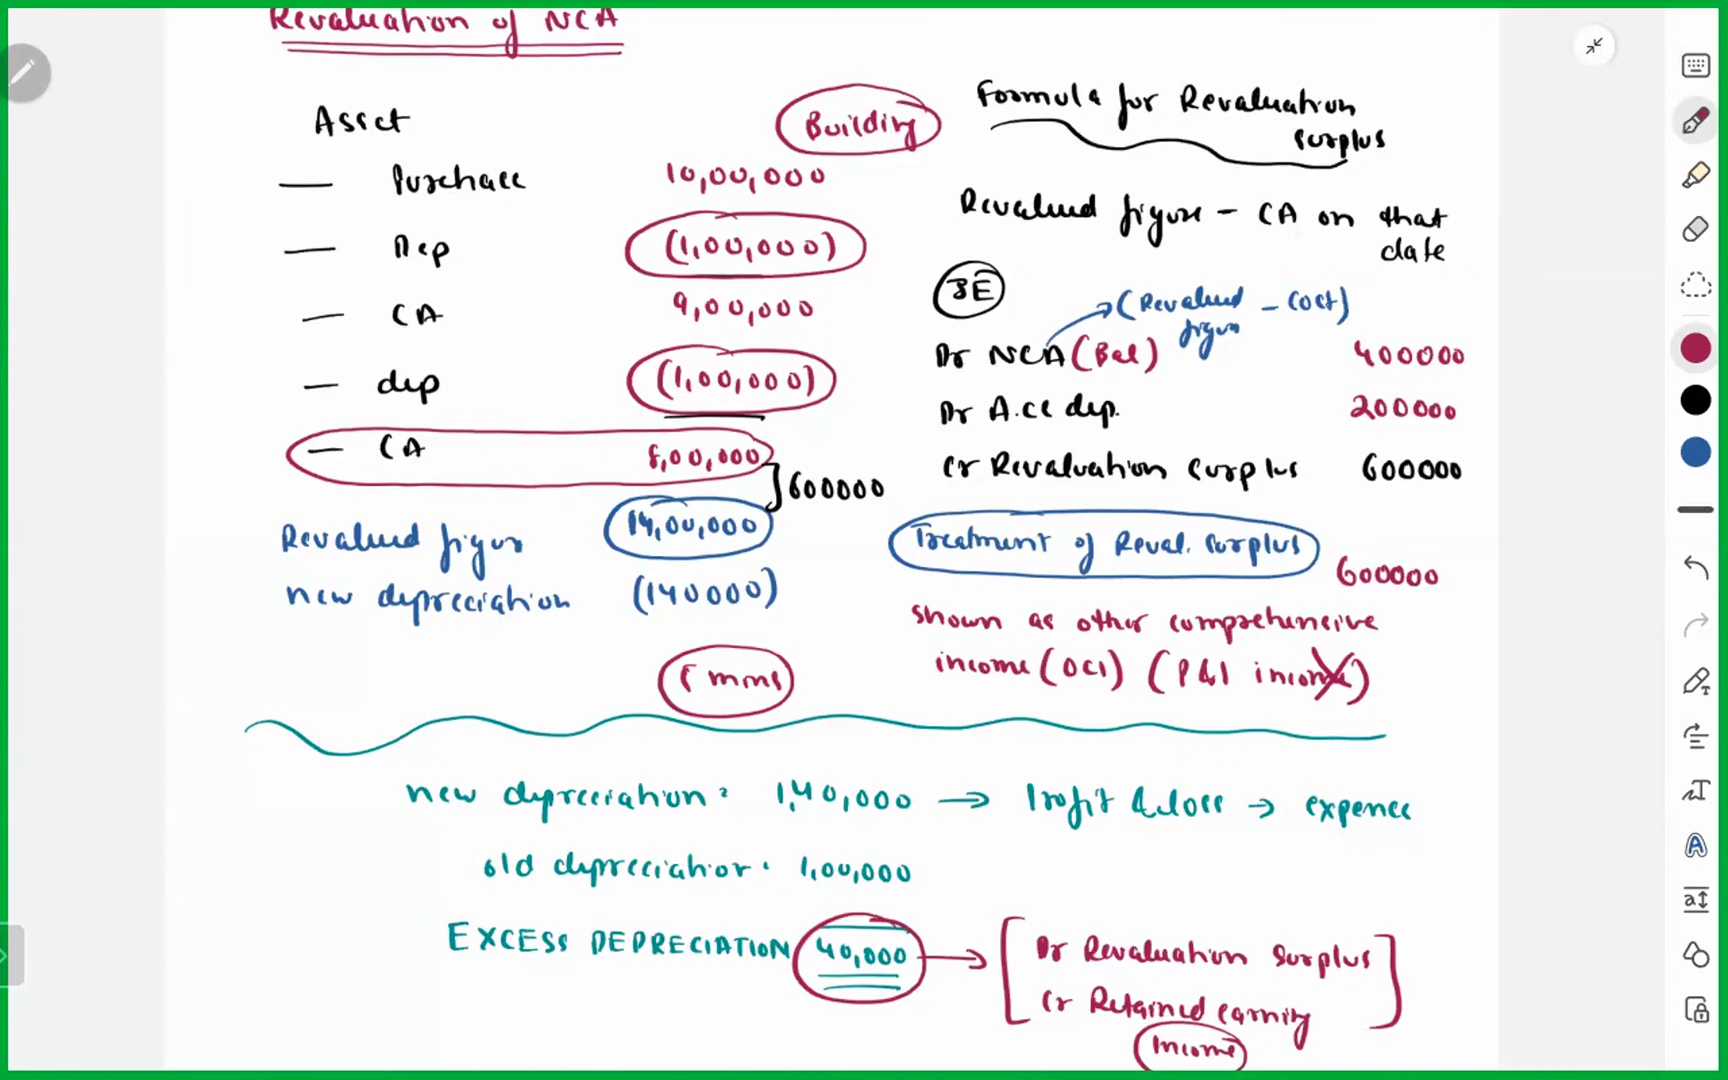 Revaluation of NCA
Asset
Building
— Purchase 10,00,000
— Dep (1,00,000)
— CA 9,00,000
— dep (1,00,000)
— CA 8,00,000
600000
Revalued figure 14,00,000
new depreciation (140000)
5 mins
Formula for Revaluation
surplus
Revalued figure - CA on that
date
JE
(Revalued - cost)
figure
Dr NCA (Bal) 400000
Dr Acc dep. 200000
Cr Revaluation surplus 600000
Treatment of Reval. surplus
600000
shown as other comprehensive
income (OCI) (P&L income)
new depreciation: 1,40,000 → Profit & loss → expense
old depreciation: 1,00,000
EXCESS DEPRECIATION 40,000 →
Dr Revaluation surplus
Cr Retained earning
Income